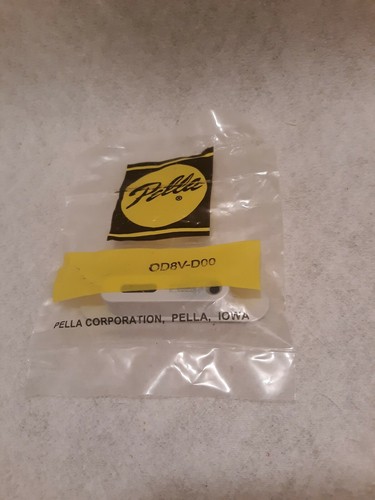 Pella
®
OD8V-D00
PELLA CORPORATION, PELLA, IOWA